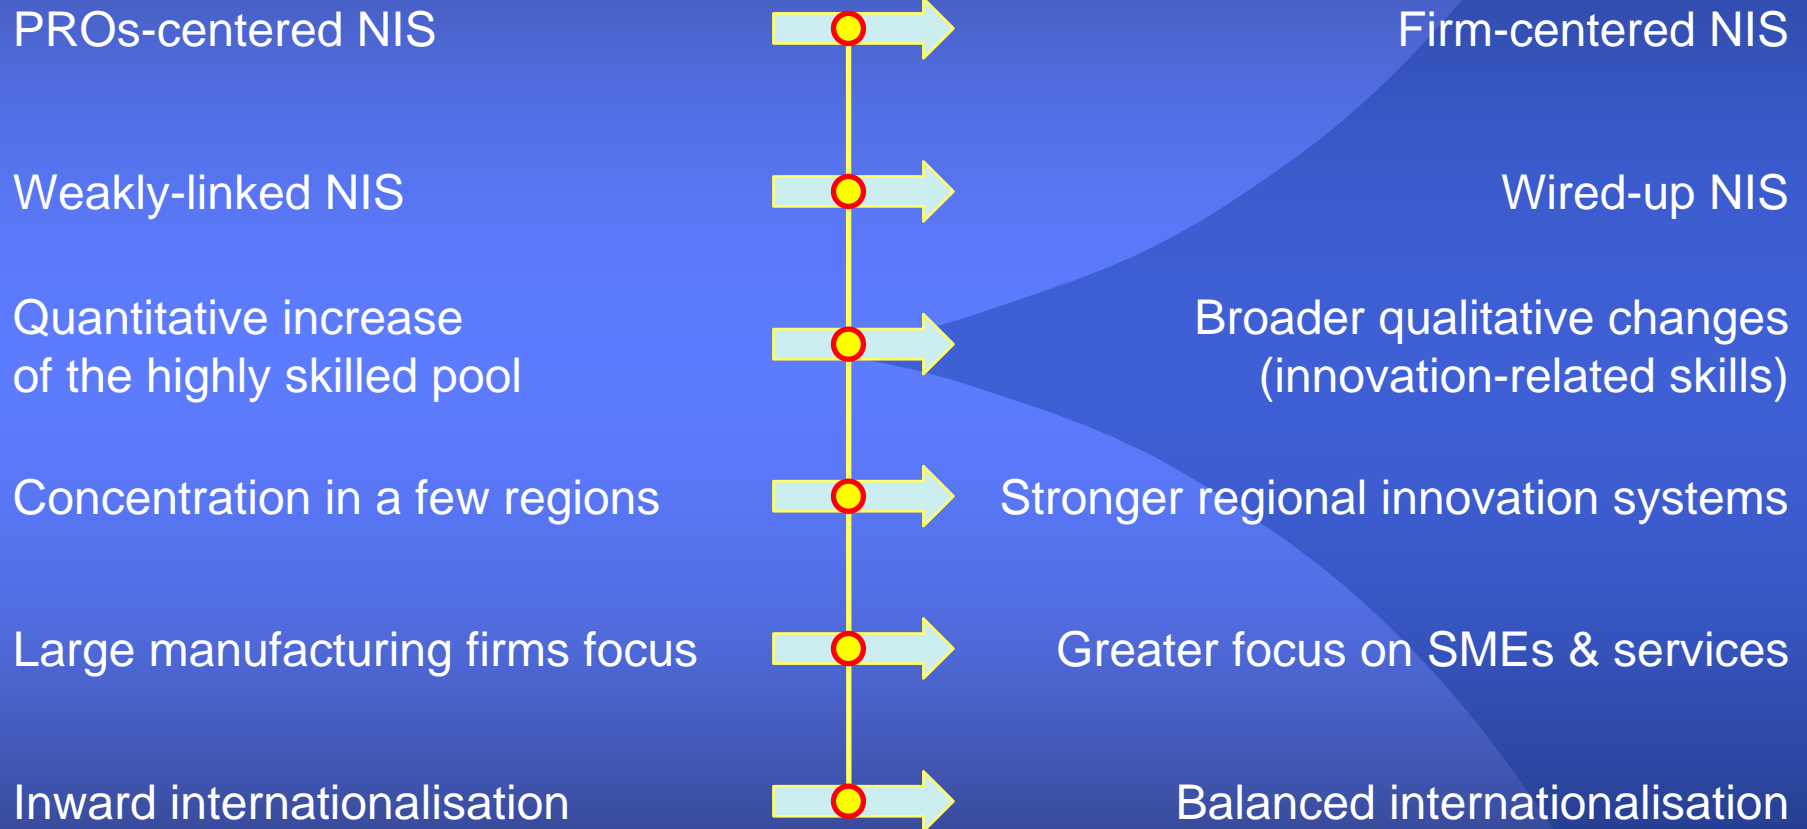 PROs-centered NIS
Firm-centered NIS
Weakly-linked NIS
Wired-up NIS
Quantitative increase
of the highly skilled pool
Broader qualitative changes
(innovation-related skills)
Concentration in a few regions
Stronger regional innovation systems
Large manufacturing firms focus
Greater focus on SMEs & services
Inward internationalisation
Balanced internationalisation